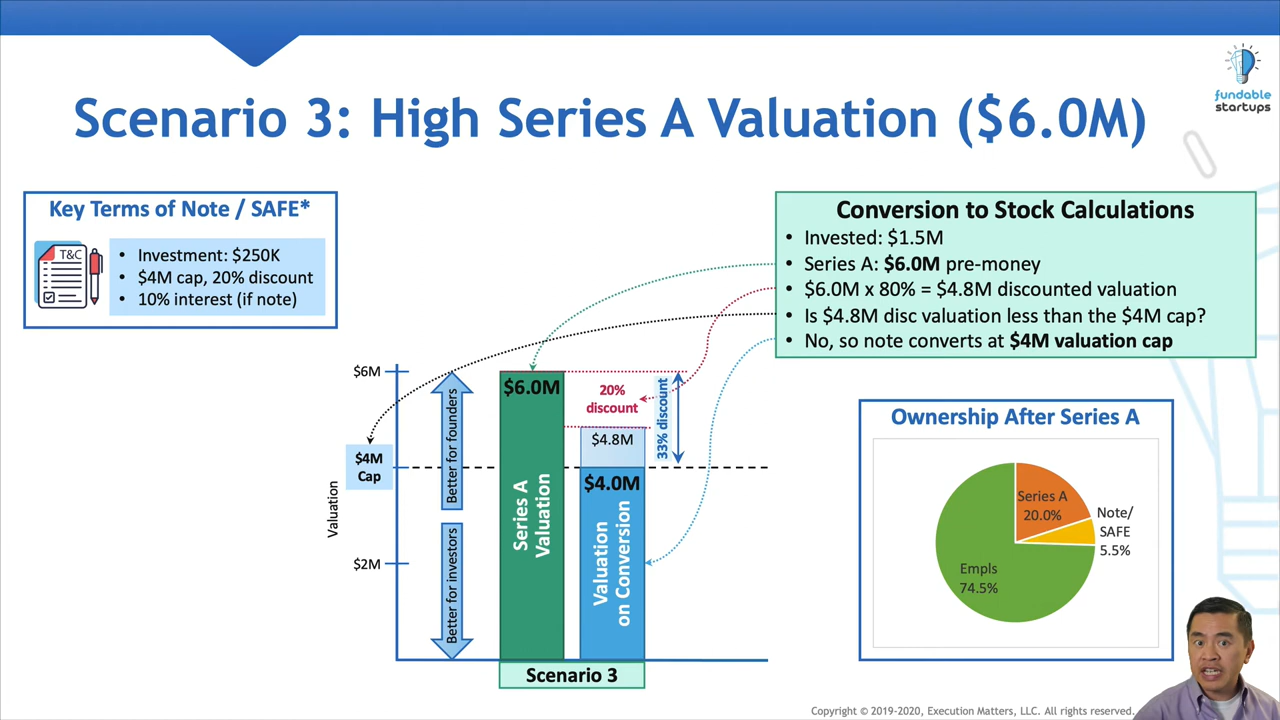 fundable
startups
Scenario 3: High Series A Valuation ($6.0M)
Key Terms of Note / SAFE*
T&C
• Investment: $250K
• $4M cap, 20% discount
• 10% interest (if note)
Conversion to Stock Calculations
• Invested: $1.5M
• Series A: $6.0M pre-money
• $6.0M x 80% = $4.8M discounted valuation
• Is $4.8M disc valuation less than the $4M cap?
• No, so note converts at $4M valuation cap
$6M
$4M
Cap
$2M
Valuation
Better for founders
Better for investors
$6.0M
Series A
Valuation
20%
discount
33% discount
$4.8M
$4.0M
Valuation
on Conversion
Scenario 3
Ownership After Series A
Series A
20.0%
Note/
SAFE
5.5%
Empls
74.5%
Copyright © 2019-2020, Execution Matters, LLC. All rights reserved.